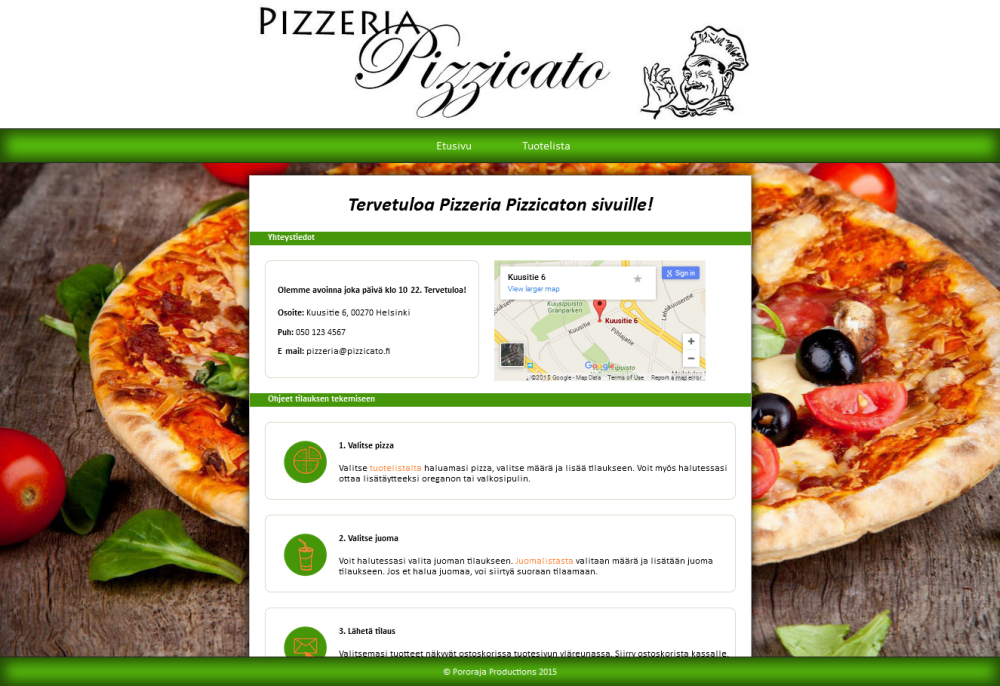 PIZZERIA
Pizzicato
Etusivu Tuotelista
Tervetuloa Pizzeria Pizzicaton sivuille!
Yhteystiedot
Olemme avoinna joka päivä klo 10 22. Tervetuloa!
Osoite: Kuusitie 6, 00270 Helsinki
Puh: 050 123 4567
E mail: pizzeria@pizzicato.fi
Kuusitie 6
View larger map
Sign in
Kuusipuisto
Granparken
Kuusitie 6
Kuusitie
Pihlajatie
Google
©2015 Google - Map Data Terms of Use Report a map error
Ohjeet tilauksen tekemiseen
1. Valitse pizza
Valitse tuotelistalta haluamasi pizza, valitse määrä ja lisää tilaukseen. Voit myös halutessasi
ottaa lisätäytteeksi oreganon tai valkosipulin.
2. Valitse juoma
Voit halutessasi valita juoman tilaukseen. Juomalistasta valitaan määrä ja lisätään juoma
tilaukseen. Jos et halua juomaa, voi siirtyä suoraan tilaamaan.
3. Lähetä tilaus
Valitsemasi tuotteet näkyvät ostoskorissa tuotesivun yläreunassa. Siirry ostoskorista kassalle,
© Pororaja Productions 2015